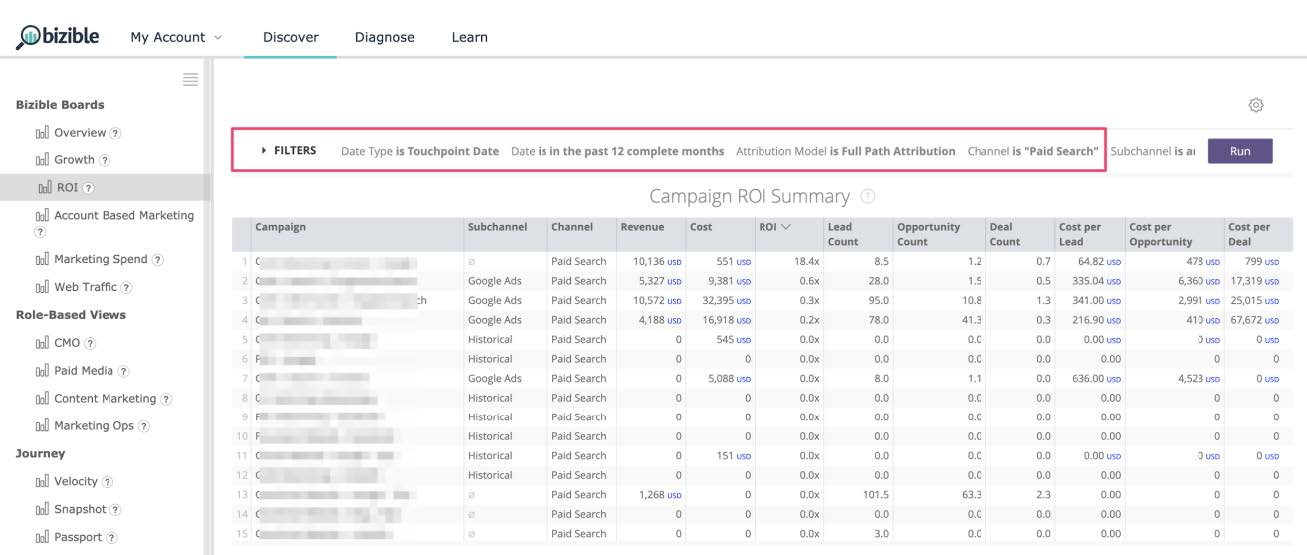 bizible My Account Discover Diagnose Learn
Bizible Boards
Overview ?
Growth ?
ROI ?
Account Based Marketing
?
Marketing Spend ?
Web Traffic ?
Role-Based Views
CMO ?
Paid Media ?
Content Marketing ?
Marketing Ops ?
Journey
Velocity ?
Snapshot ?
Passport ?
FILTERS Date Type is Touchpoint Date Date is in the past 12 complete months Attribution Model is Full Path Attribution Channel is "Paid Search" Subchannel is Run
Campaign ROI Summary ?
Campaign Subchannel Channel Revenue Cost ROI Lead Count Opportunity Count Deal Count Cost per Lead Cost per Opportunity Cost per Deal
1 C ∅ Paid Search 10,136 USD 551 USD 18.4x 8.5 1.2 0.7 64.82 USD 478 USD 799 USD
2 C Google Ads Paid Search 5,327 USD 9,381 USD 0.6x 28.0 1.5 0.5 335.04 USD 6,360 USD 17,319 USD
3 C ch Google Ads Paid Search 10,572 USD 32,395 USD 0.3x 95.0 10.8 1.3 341.00 USD 2,991 USD 25,015 USD
4 C Google Ads Paid Search 4,188 USD 16,918 USD 0.2x 78.0 41.3 0.3 216.90 USD 410 USD 67,672 USD
5 C Historical Paid Search 0 545 USD 0.0x 0.0 0.0 0.0 0.00 USD 0 USD 0 USD
6 F Historical Paid Search 0 0 0.0x 0.0 0.0 0.0 0.00 0 0
7 C Google Ads Paid Search 0 5,088 USD 0.0x 8.0 1.1 0.0 636.00 USD 4,523 USD 0 USD
8 Historical Paid Search 0 0 0.0x 0.0 0.0 0.0 0.00 0 0
9 F Historical Paid Search 0 0 0.0x 0.0 0.0 0.0 0.00 0 0
10 F Historical Paid Search 0 0 0.0x 0.0 0.0 0.0 0.00 0 0
11 C Historical Paid Search 0 151 USD 0.0x 0.0 0.0 0.0 0.00 USD 0 USD 0 USD
12 C Historical Paid Search 0 0 0.0x 0.0 0.0 0.0 0.00 0 0
13 C ∅ Paid Search 1,268 USD 0 0.0x 101.5 63.3 2.3 0.00 0 0
14 C ∅ Paid Search 0 0 0.0x 0.0 0.0 0.0 0.00 0 0
15 C ∅ Paid Search 0 0 0.0x 3.0 0.0 0.0 0.00 0 0